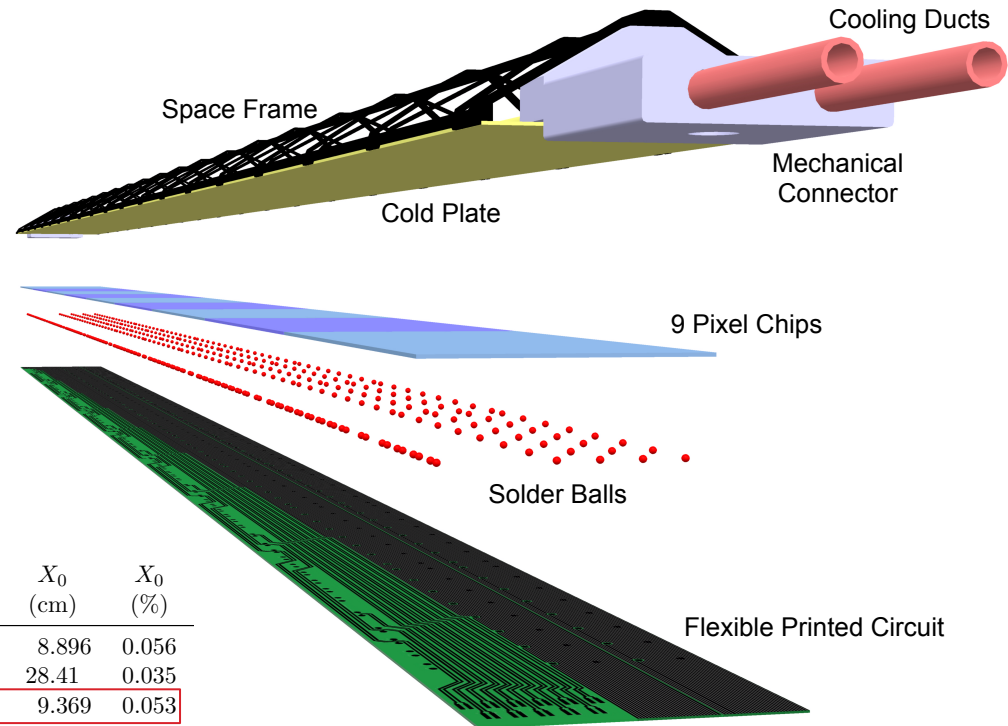 Cooling Ducts
Space Frame
Mechanical
Connector
Cold Plate
9 Pixel Chips
Solder Balls
Flexible Printed Circuit
X₀ X₀
(cm) (%)
8.896 0.056
28.41 0.035
9.369 0.053